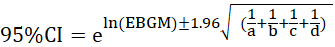 95%CI = e^{ln(EBGM)±1.96√(1/a+1/b+1/c+1/d)}